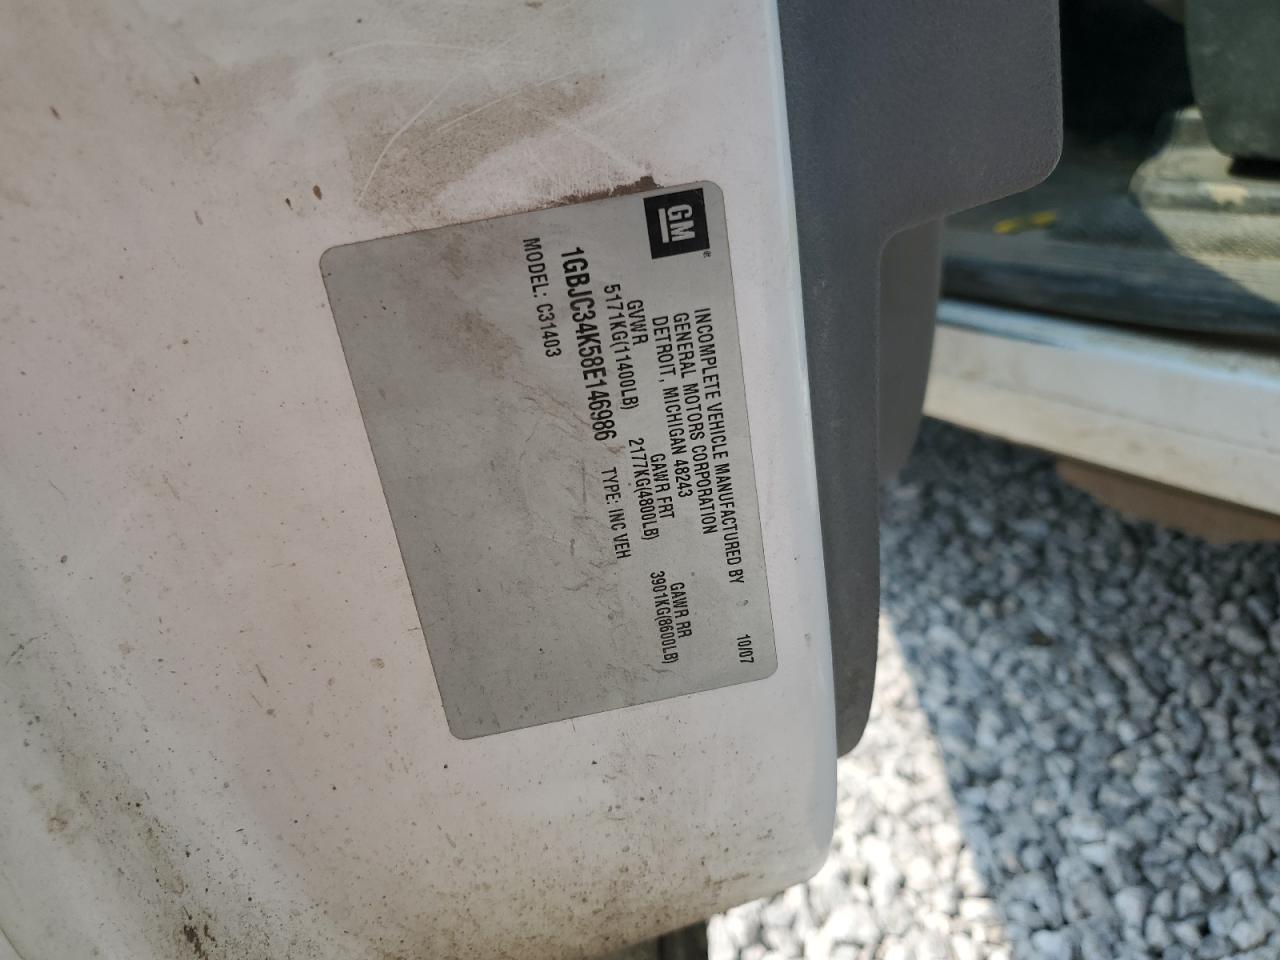 GM
INCOMPLETE VEHICLE MANUFACTURED BY 10/07
GENERAL MOTORS CORPORATION
DETROIT, MICHIGAN 48243
GVWR GAWR FRT GAWR RR
5171KG(11400LB) 2177KG(4800LB) 3901KG(8600LB)
1GBJC34K58E146986 TYPE: INC VEH
MODEL: C31403